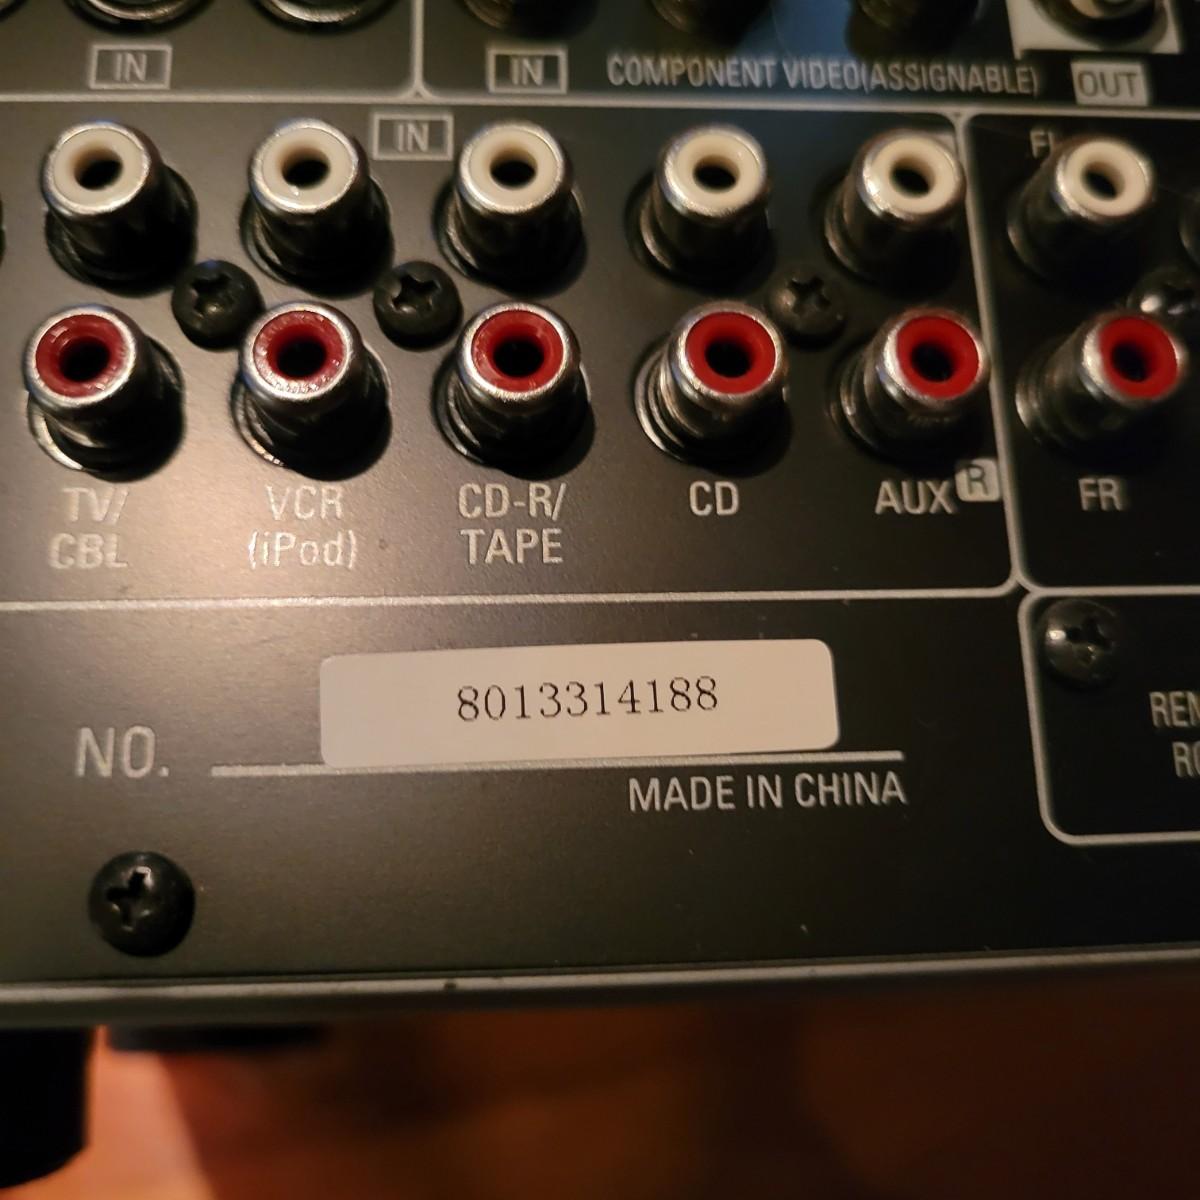 IN
IN
COMPONENT VIDEO(ASSIGNABLE)
OUT
IN
TV/
CBL
VCR
(iPod)
CD-R/
TAPE
CD
AUX
R
FR
8013314188
NO.
MADE IN CHINA